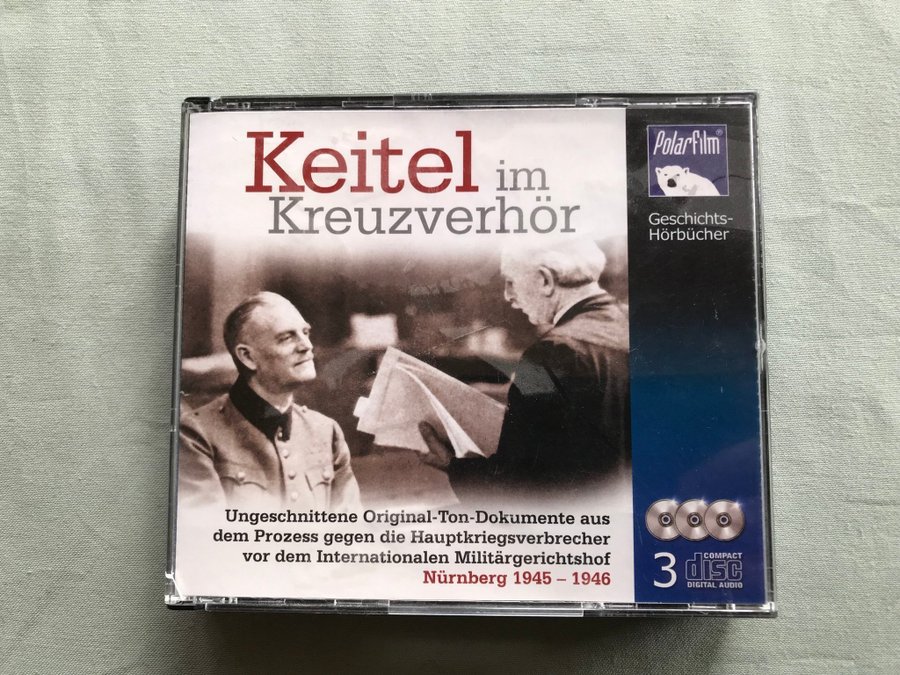 Keitel im
Kreuzverhör
Polarfilm®
Geschichts-
Hörbücher
Ungeschnittene Original-Ton-Dokumente aus
dem Prozess gegen die Hauptkriegsverbrecher
vor dem Internationalen Militärgerichtshof
Nürnberg 1945 – 1946
3 COMPACT
disc
DIGITAL AUDIO